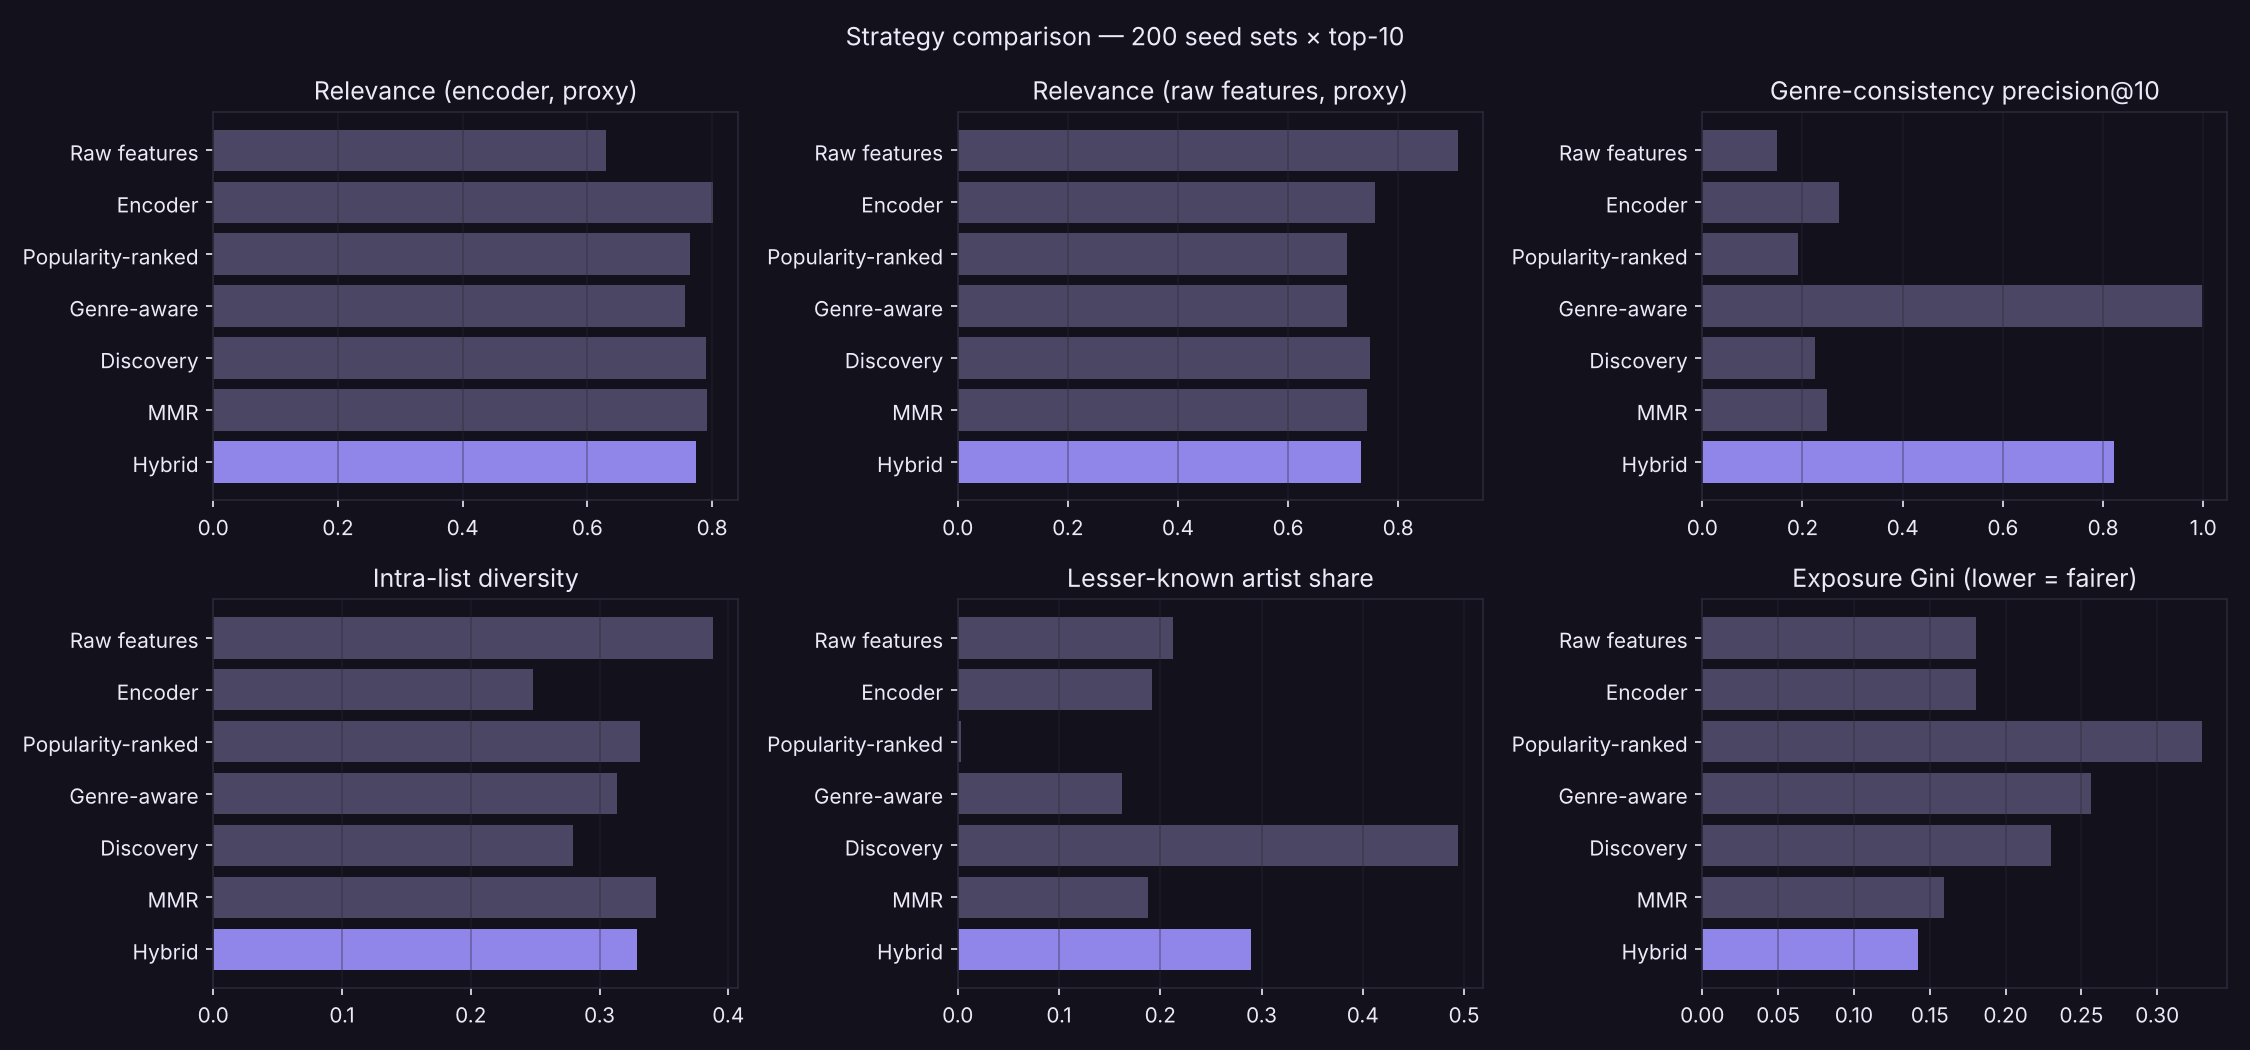 Strategy comparison — 200 seed sets × top-10
Relevance (encoder, proxy)
Raw features
Encoder
Popularity-ranked
Genre-aware
Discovery
MMR
Hybrid
0.0 0.2 0.4 0.6 0.8
Relevance (raw features, proxy)
Raw features
Encoder
Popularity-ranked
Genre-aware
Discovery
MMR
Hybrid
0.0 0.2 0.4 0.6 0.8
Genre-consistency precision@10
Raw features
Encoder
Popularity-ranked
Genre-aware
Discovery
MMR
Hybrid
0.0 0.2 0.4 0.6 0.8 1.0
Intra-list diversity
Raw features
Encoder
Popularity-ranked
Genre-aware
Discovery
MMR
Hybrid
0.0 0.1 0.2 0.3 0.4
Lesser-known artist share
Raw features
Encoder
Popularity-ranked
Genre-aware
Discovery
MMR
Hybrid
0.0 0.1 0.2 0.3 0.4 0.5
Exposure Gini (lower = fairer)
Raw features
Encoder
Popularity-ranked
Genre-aware
Discovery
MMR
Hybrid
0.00 0.05 0.10 0.15 0.20 0.25 0.30